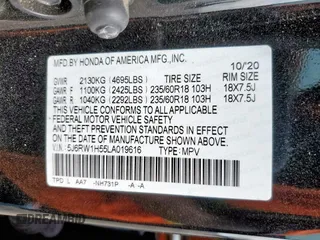 MFD.BY HONDA OF AMERICA MFG.,INC. 10/'20
GVWR 2130KG (4695LBS) TIRE SIZE RIM SIZE
GAWR F 1100KG (2425LBS) 235/60R18 103H 18X7.5J
GAWR R 1040KG (2292LBS) 235/60R18 103H 18X7.5J
THIS VEHICLE CONFORMS TO ALL APPLICABLE
FEDERAL MOTOR VEHICLE SAFETY STANDARDS IN EFFECT
ON THE DATE OF MANUFACTURE SHOWN ABOVE.
V.I.N.: 5J6RW1H55LA019616 TYPE: MPV
TPD L AA7 -NH731P -A -A